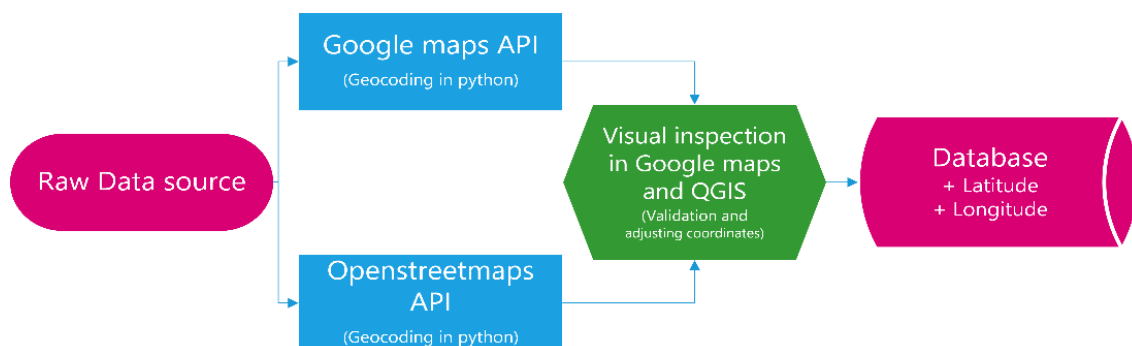 Google maps API
(Geocoding in python)
Raw Data source
Visual inspection
in Google maps
and QGIS
(Validation and
adjusting coordinates)
Database
+ Latitude
+ Longitude
Openstreetmaps
API
(Geocoding in python)